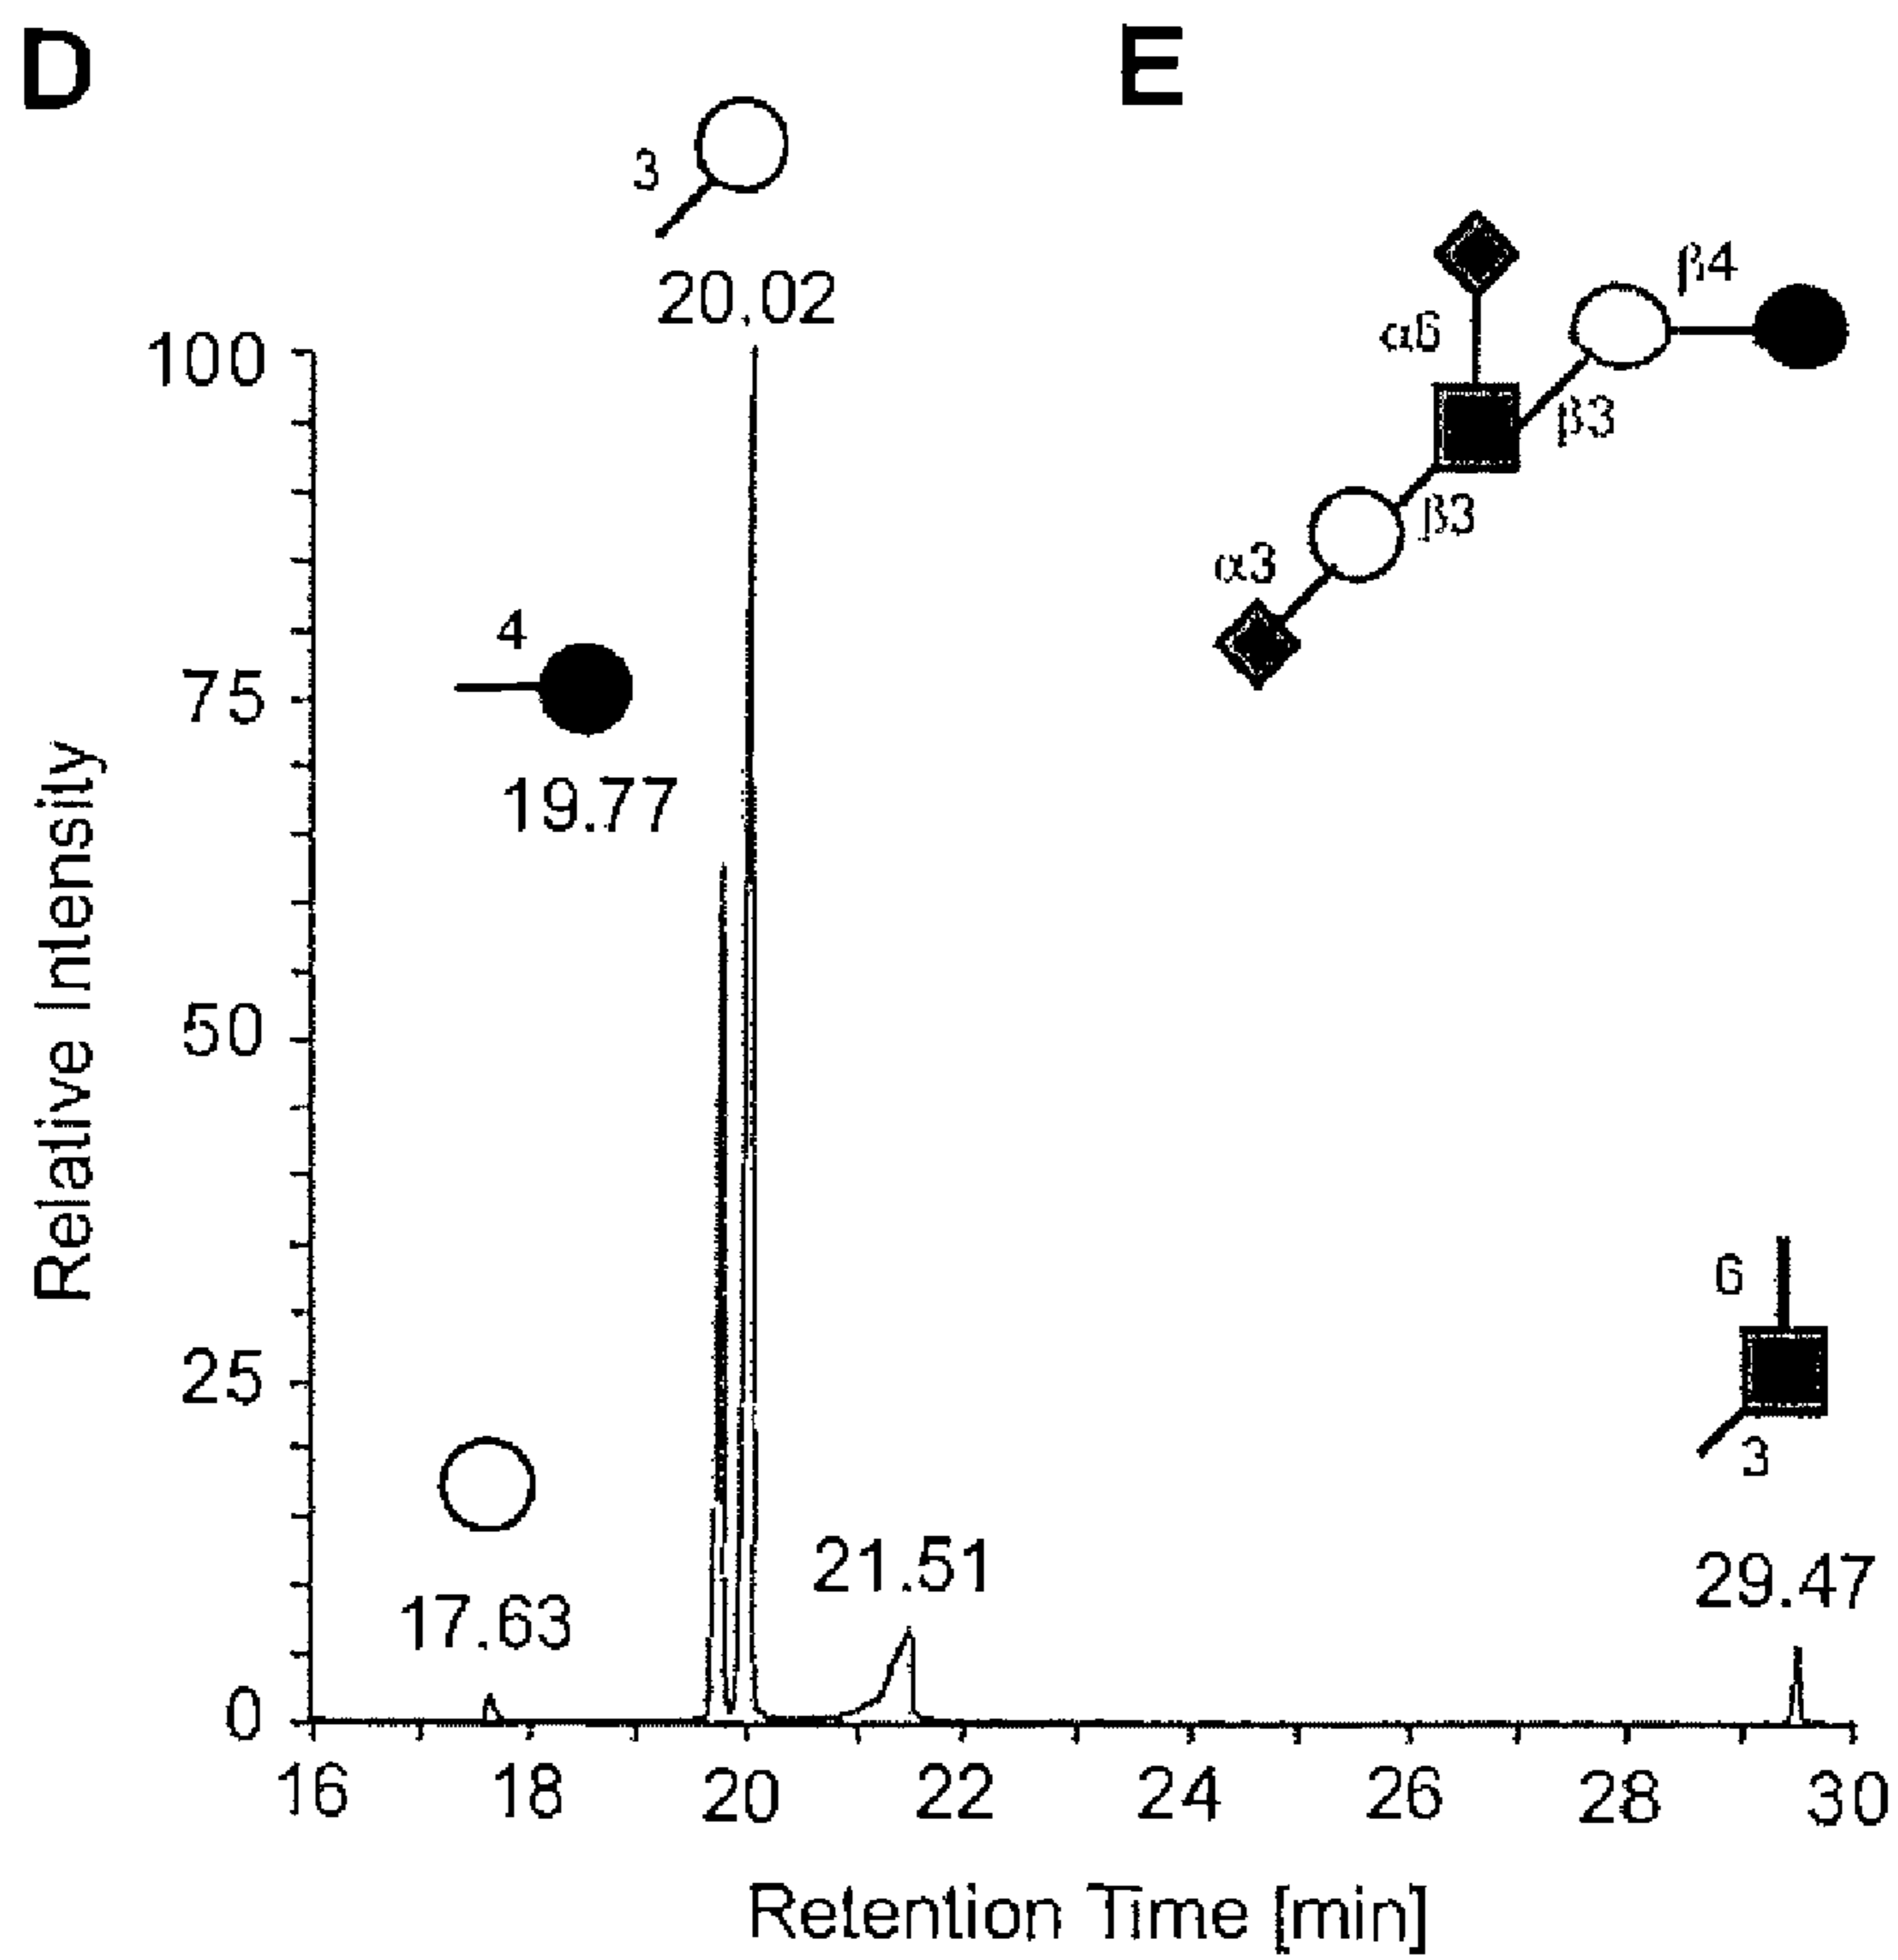 D
E
3
20.02
β4
α6
100
β3
β3
α3
4
75
19.77
Relative Intensity
50
6
25
3
21.51
29.47
17.63
0
16 18 20 22 24 26 28 30
Retention Time [min]